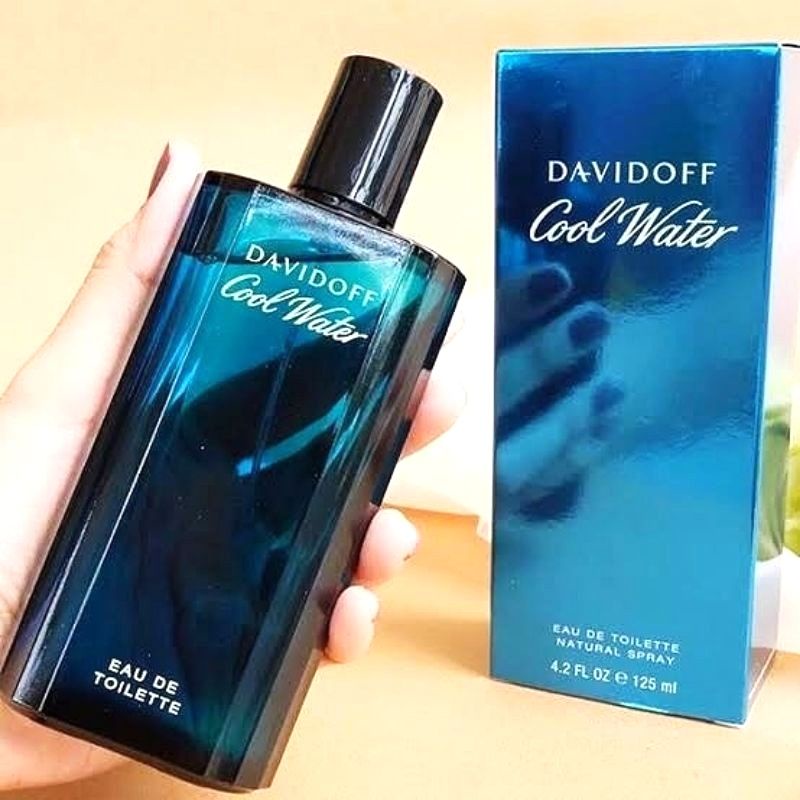 DAVIDOFF
Cool Water
EAU DE
TOILETTE
DAVIDOFF
Cool Water
EAU DE TOILETTE
NATURAL SPRAY
4.2 FL OZ ℮ 125 ml